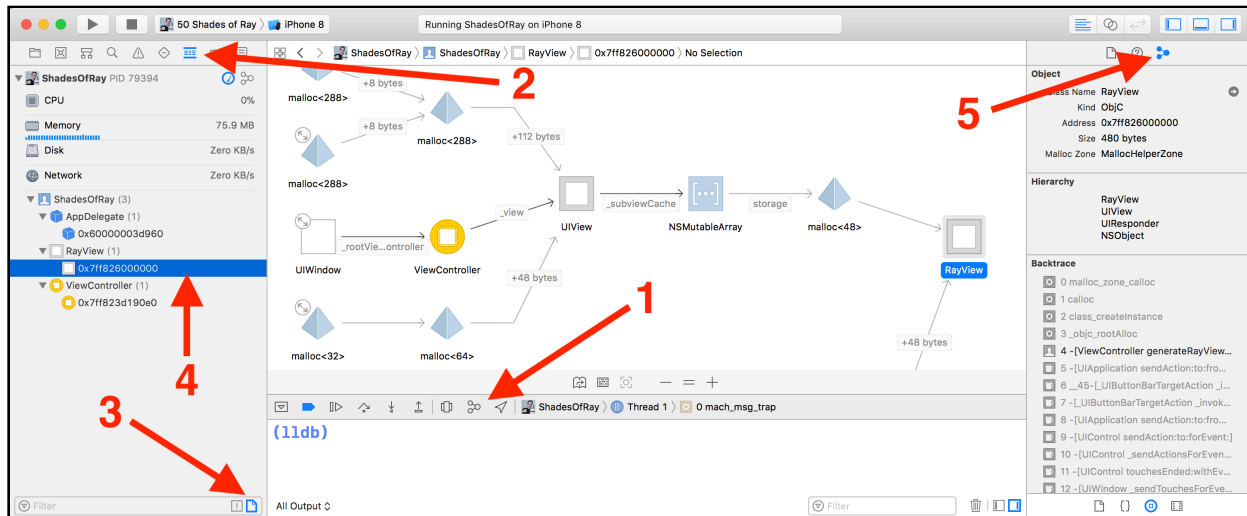 50 Shades of Ray
iPhone 8
Running ShadesOfRay on iPhone 8
ShadesOfRay
ShadesOfRay
RayView
0x7ff826000000
No Selection
ShadesOfRay PID 79394
CPU
0%
Memory
75.9 MB
Disk
Zero KB/s
Network
Zero KB/s
ShadesOfRay (3)
AppDelegate (1)
0x60000003d960
RayView (1)
0x7ff826000000
ViewController (1)
0x7ff823d190e0
Filter
2
4
3
+8 bytes
malloc<288>
+8 bytes
malloc<288>
malloc<288>
+112 bytes
_rootVie...ontroller
UIWindow
ViewController
_view
UIView
_subviewCache
NSMutableArray
storage
malloc<48>
RayView
+48 bytes
malloc<32>
malloc<64>
+48 bytes
1
ShadesOfRay
Thread 1
0 mach_msg_trap
(lldb)
All Output
Filter
5
Object
Class Name RayView
Kind ObjC
Address 0x7ff826000000
Size 480 bytes
Malloc Zone MallocHelperZone
Hierarchy
RayView
UIView
UIResponder
NSObject
Backtrace
0 malloc_zone_calloc
1 calloc
2 class_createInstance
3 _objc_rootAlloc
4 -[ViewController generateRayView...
5 -[UIApplication sendAction:to:fro...
6 __45-[_UIButtonBarTargetAction _i...
7 -[_UIButtonBarTargetAction _invok...
8 -[UIApplication sendAction:to:fro...
9 -[UIControl sendAction:to:forEvent:]
10 -[UIControl _sendActionsForEven...
11 -[UIControl touchesEnded:withEv...
12 -[UIWindow _sendTouchesForEve...